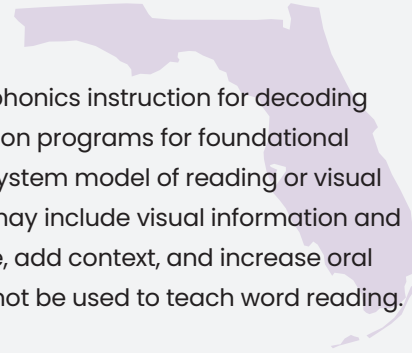 phonics instruction for decoding
on programs for foundational
ystem model of reading or visual
may include visual information and
, add context, and increase oral
not be used to teach word reading.